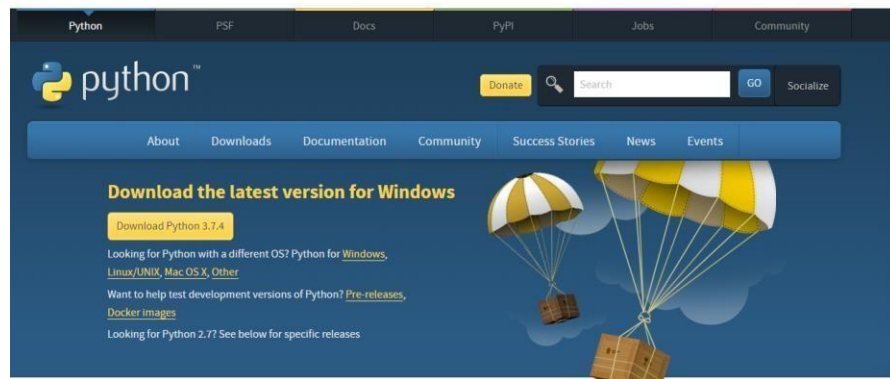 Python PSF Docs PyPI Jobs Community
python™ Donate Search GO Socialize
About Downloads Documentation Community Success Stories News Events
Download the latest version for Windows
Download Python 3.7.4
Looking for Python with a different OS? Python for Windows,
Linux/UNIX, Mac OS X, Other
Want to help test development versions of Python? Pre-releases,
Docker images
Looking for Python 2.7? See below for specific releases